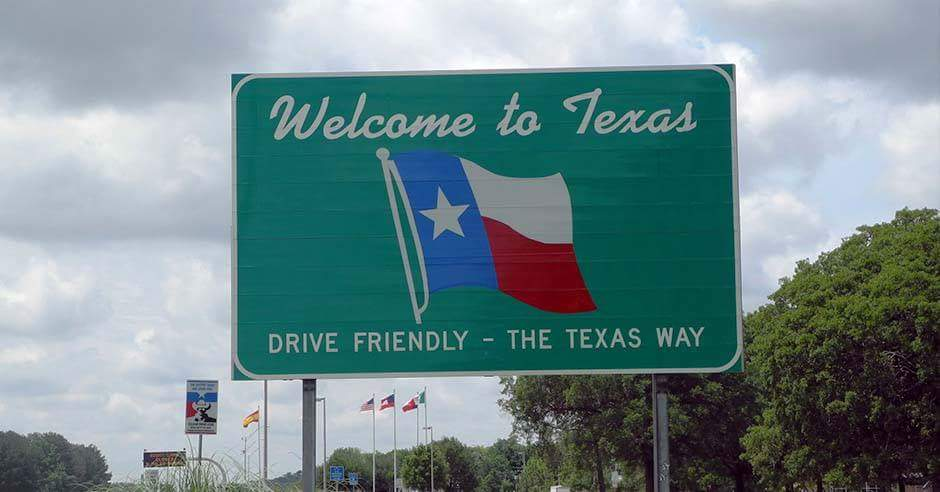 Welcome to Texas
DRIVE FRIENDLY – THE TEXAS WAY